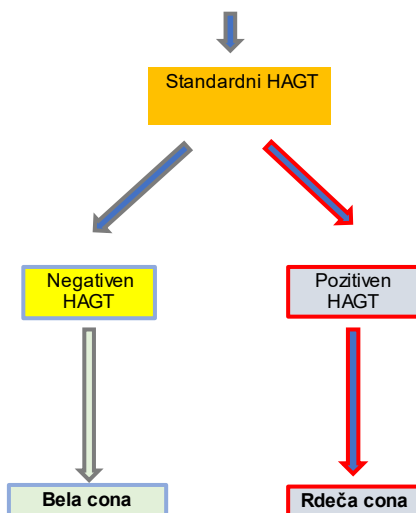 Standardni HAGT
Negativen
HAGT
Pozitiven
HAGT
Bela cona
Rdeča cona